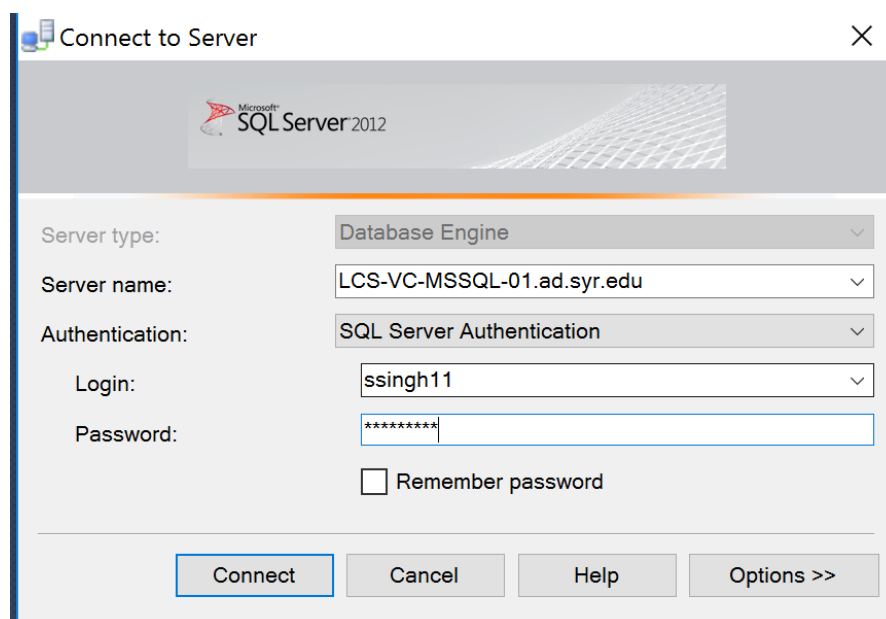 Connect to Server
Microsoft®
SQL Server® 2012
Server type: Database Engine
Server name: LCS-VC-MSSQL-01.ad.syr.edu
Authentication: SQL Server Authentication
Login: ssingh11
Password: *********
Remember password
Connect Cancel Help Options >>